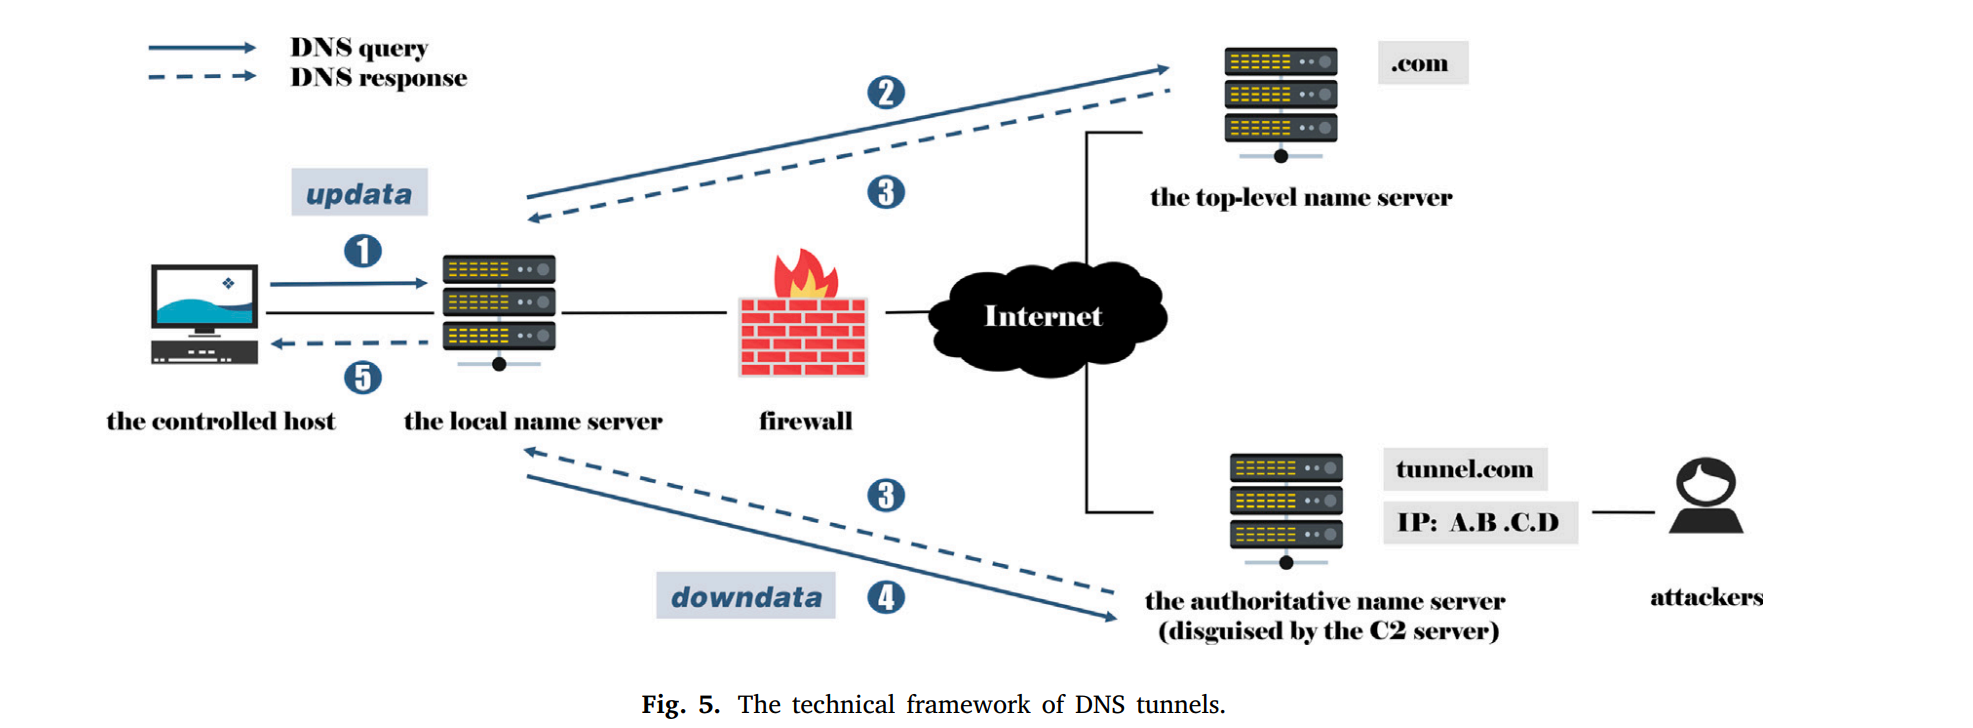 DNS query
DNS response
2
.com
3
the top-level name server
updata
1
Internet
5
the controlled host
the local name server
firewall
3
tunnel.com
IP: A.B .C.D
downdata
4
the authoritative name server
(disguised by the C2 server)
attackers
Fig. 5. The technical framework of DNS tunnels.